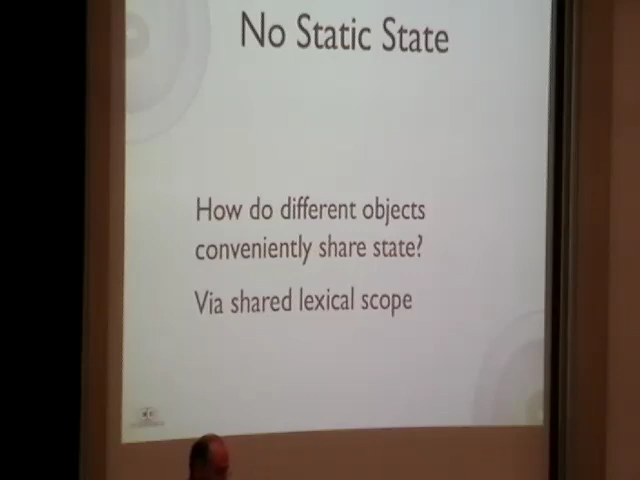 No Static State
How do different objects
conveniently share state?
Via shared lexical scope